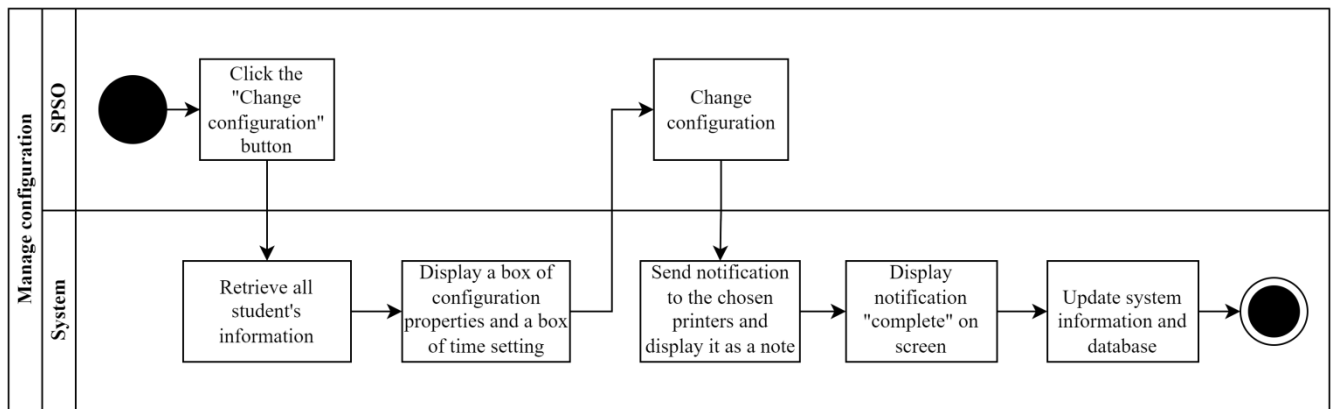 Manage configuration
SPSO
Click the
"Change
configuration"
button
Change
configuration
System
Retrieve all
student's
information
Display a box of
configuration
properties and a box
of time setting
Send notification
to the chosen
printers and
display it as a note
Display
notification
"complete" on
screen
Update system
information and
database